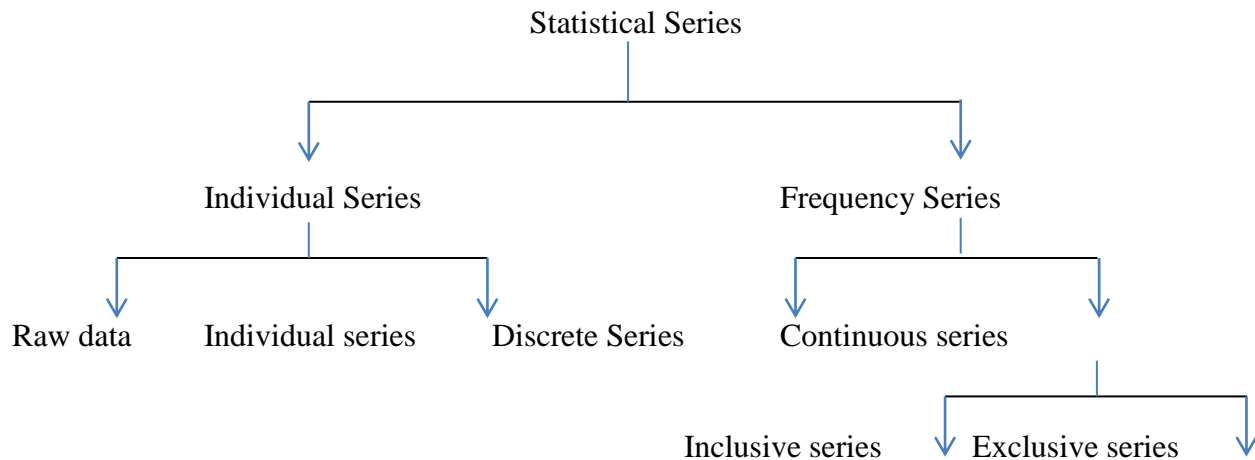 Statistical Series
Individual Series Frequency Series
Raw data Individual series Discrete Series Continuous series
Inclusive series Exclusive series